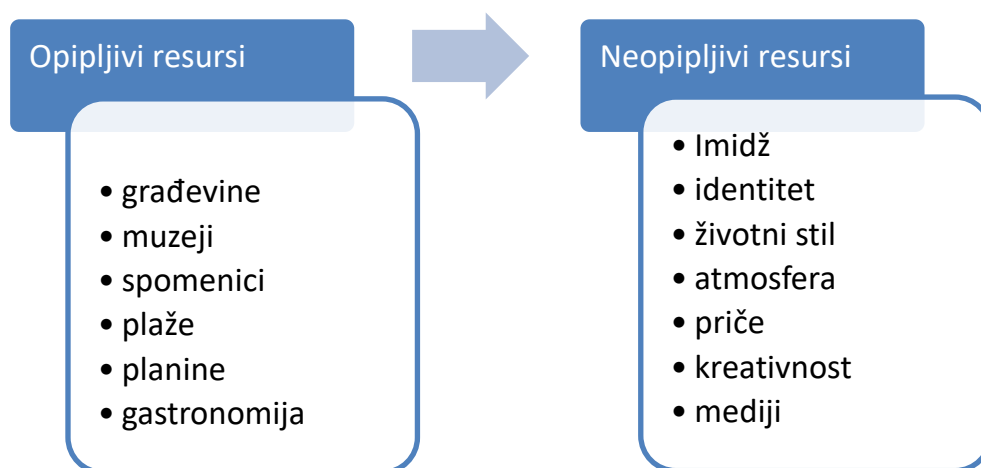 Opipljivi resursi
• građevine
• muzeji
• spomenici
• plaže
• planine
• gastronomija
Neopipljivi resursi
• Imidž
• identitet
• životni stil
• atmosfera
• priče
• kreativnost
• mediji